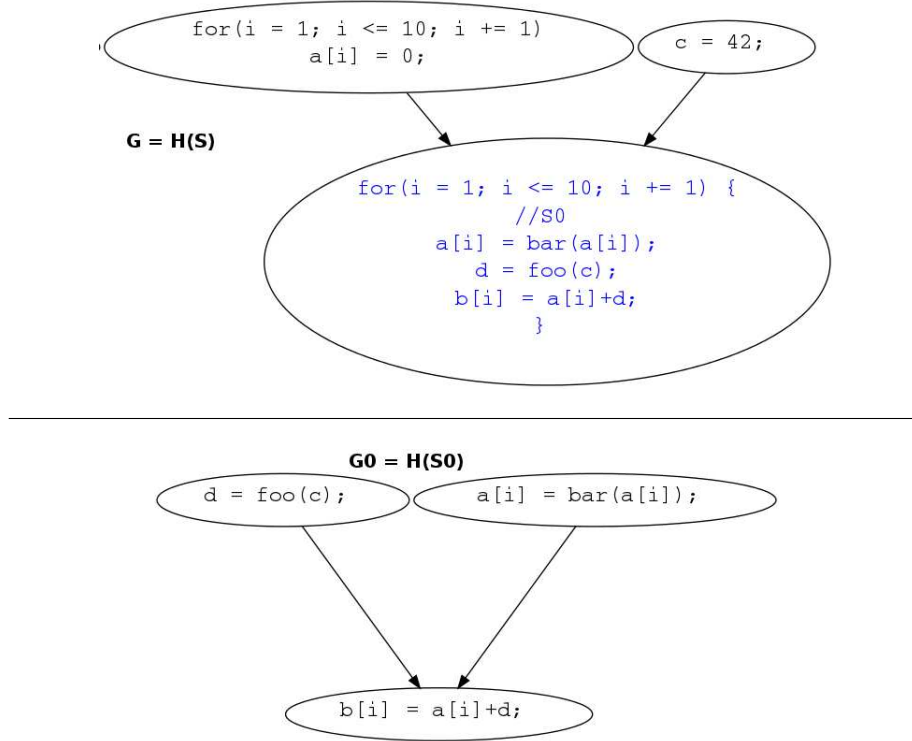 for(i = 1; i <= 10; i += 1)
a[i] = 0;
c = 42;
G = H(S)
for(i = 1; i <= 10; i += 1) {
//S0
a[i] = bar(a[i]);
d = foo(c);
b[i] = a[i]+d;
}
G0 = H(S0)
d = foo(c);
a[i] = bar(a[i]);
b[i] = a[i]+d;